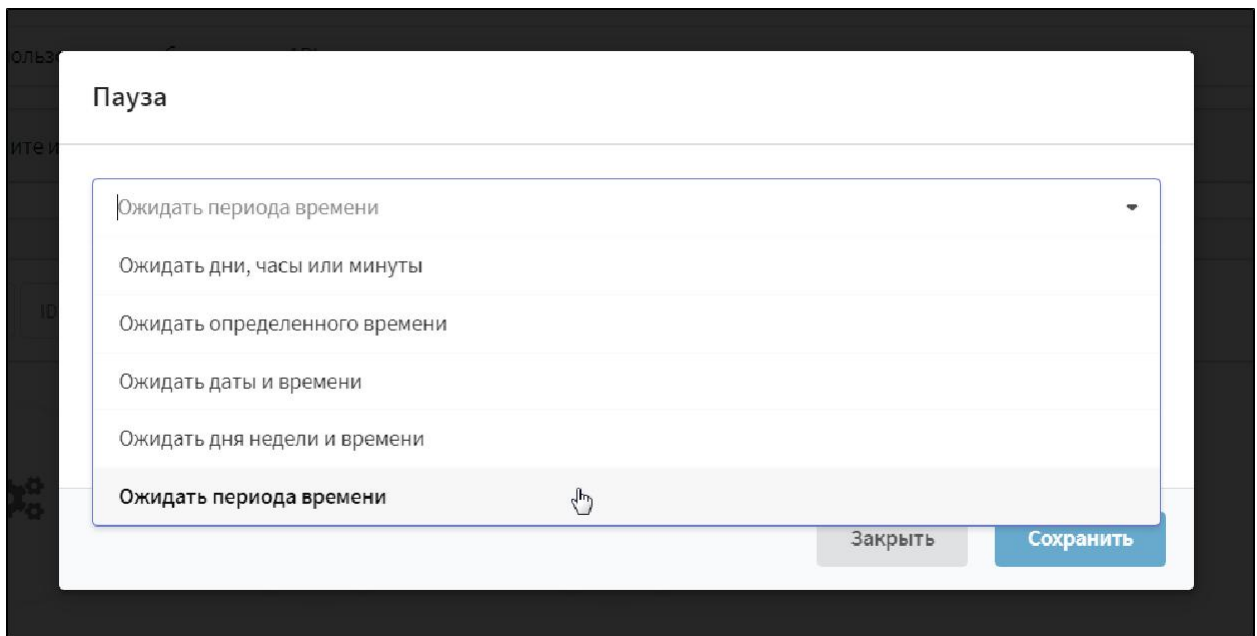 Пауза
Ожидать периода времени
Ожидать дни, часы или минуты
Ожидать определенного времени
Ожидать даты и времени
Ожидать дня недели и времени
Ожидать периода времени
ID
Закрыть
Сохранить